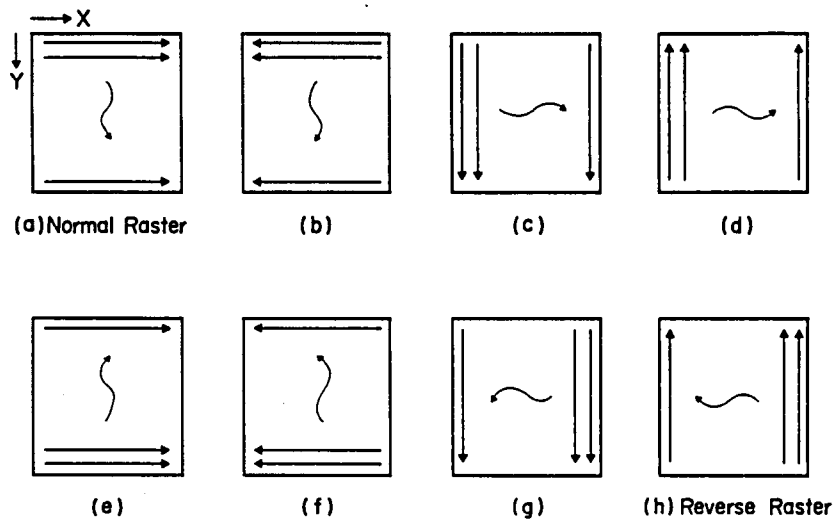 X
Y
(a) Normal Raster
(b)
(c)
(d)
(e)
(f)
(g)
(h) Reverse Raster